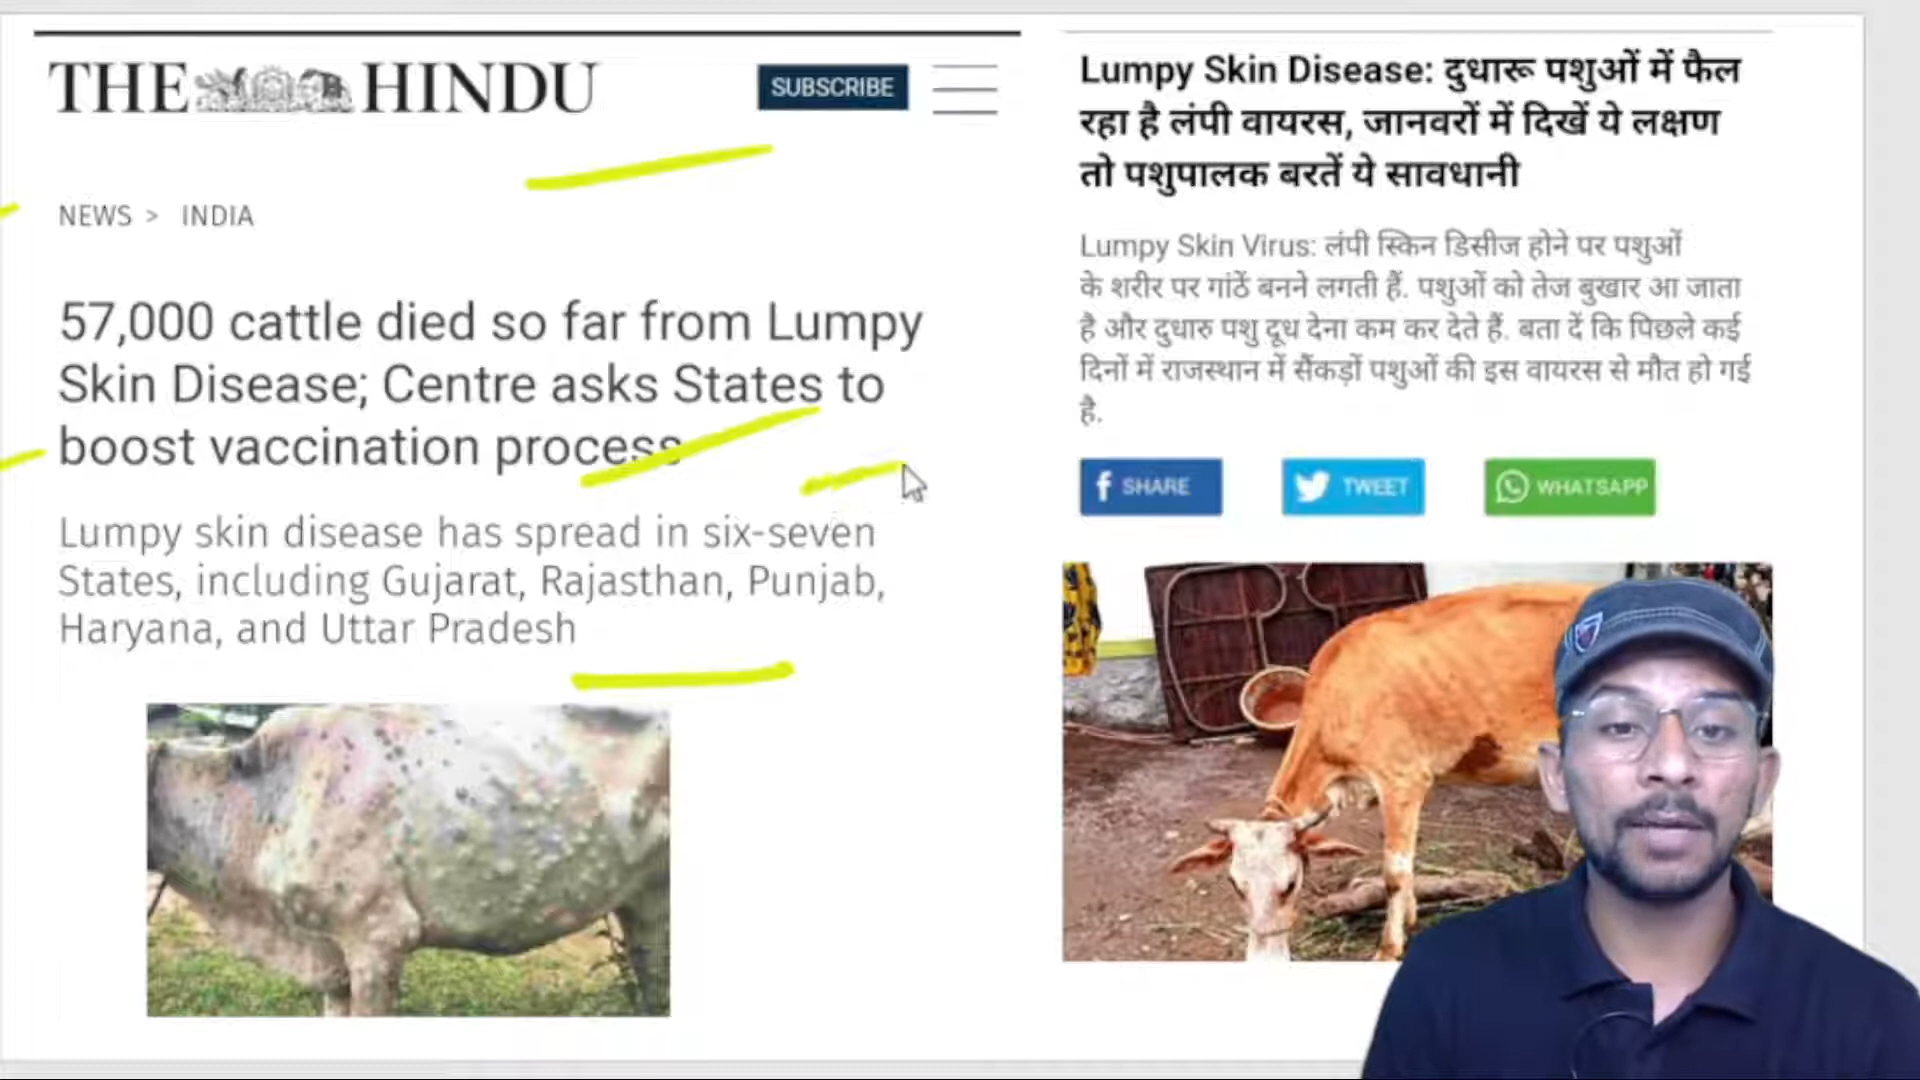 THE HINDU
SUBSCRIBE
NEWS > INDIA
57,000 cattle died so far from Lumpy
Skin Disease; Centre asks States to
boost vaccination process
Lumpy skin disease has spread in six-seven
States, including Gujarat, Rajasthan, Punjab,
Haryana, and Uttar Pradesh
Lumpy Skin Disease: दुधारू पशुओं में फैल
रहा है लंपी वायरस, जानवरों में दिखें ये लक्षण
तो पशुपालक बरतें ये सावधानी
Lumpy Skin Virus: लंपी स्किन डिसीज होने पर पशुओं
के शरीर पर गांठें बनने लगती हैं. पशुओं को तेज बुखार आ जाता
है और दुधारु पशु दूध देना कम कर देते हैं. बता दें कि पिछले कई
दिनों में राजस्थान में सैंकड़ों पशुओं की इस वायरस से मौत हो गई
है.
f SHARE
TWEET
WHATSAPP